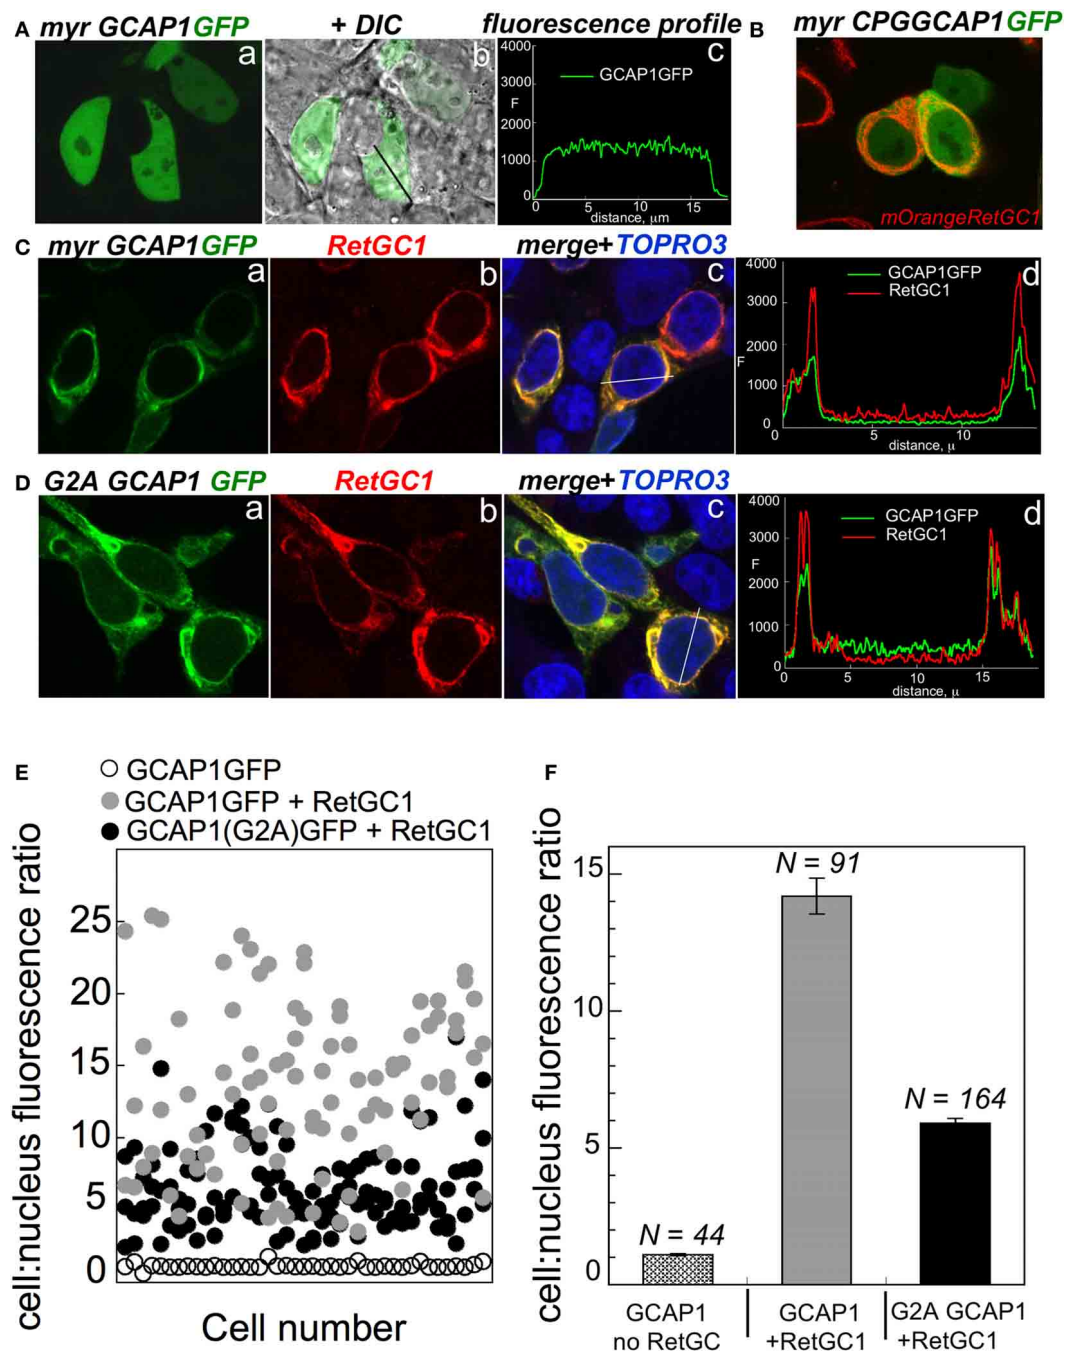 A myr GCAP1GFP + DIC fluorescence profile B myr CPGGCAP1GFP
a b c
4000
3000
2000
1000
0
F
GCAP1GFP
0 5 10 15
distance, µm
mOrangeRetGC1
C myr GCAP1GFP RetGC1 merge+TOPRO3
a b c d
4000
3000
2000
1000
0
F
GCAP1GFP
RetGC1
0 5 10
distance, µ
D G2A GCAP1 GFP RetGC1 merge+TOPRO3
a b c d
4000
3000
2000
1000
0
F
GCAP1GFP
RetGC1
0 5 10 15
distance, µ
E
GCAP1GFP
GCAP1GFP + RetGC1
GCAP1(G2A)GFP + RetGC1
cell:nucleus fluorescence ratio
25
20
15
10
5
0
Cell number
F
cell:nucleus fluorescence ratio
15
10
5
0
N = 44
N = 91
N = 164
GCAP1
no RetGC
GCAP1
+RetGC1
G2A GCAP1
+RetGC1